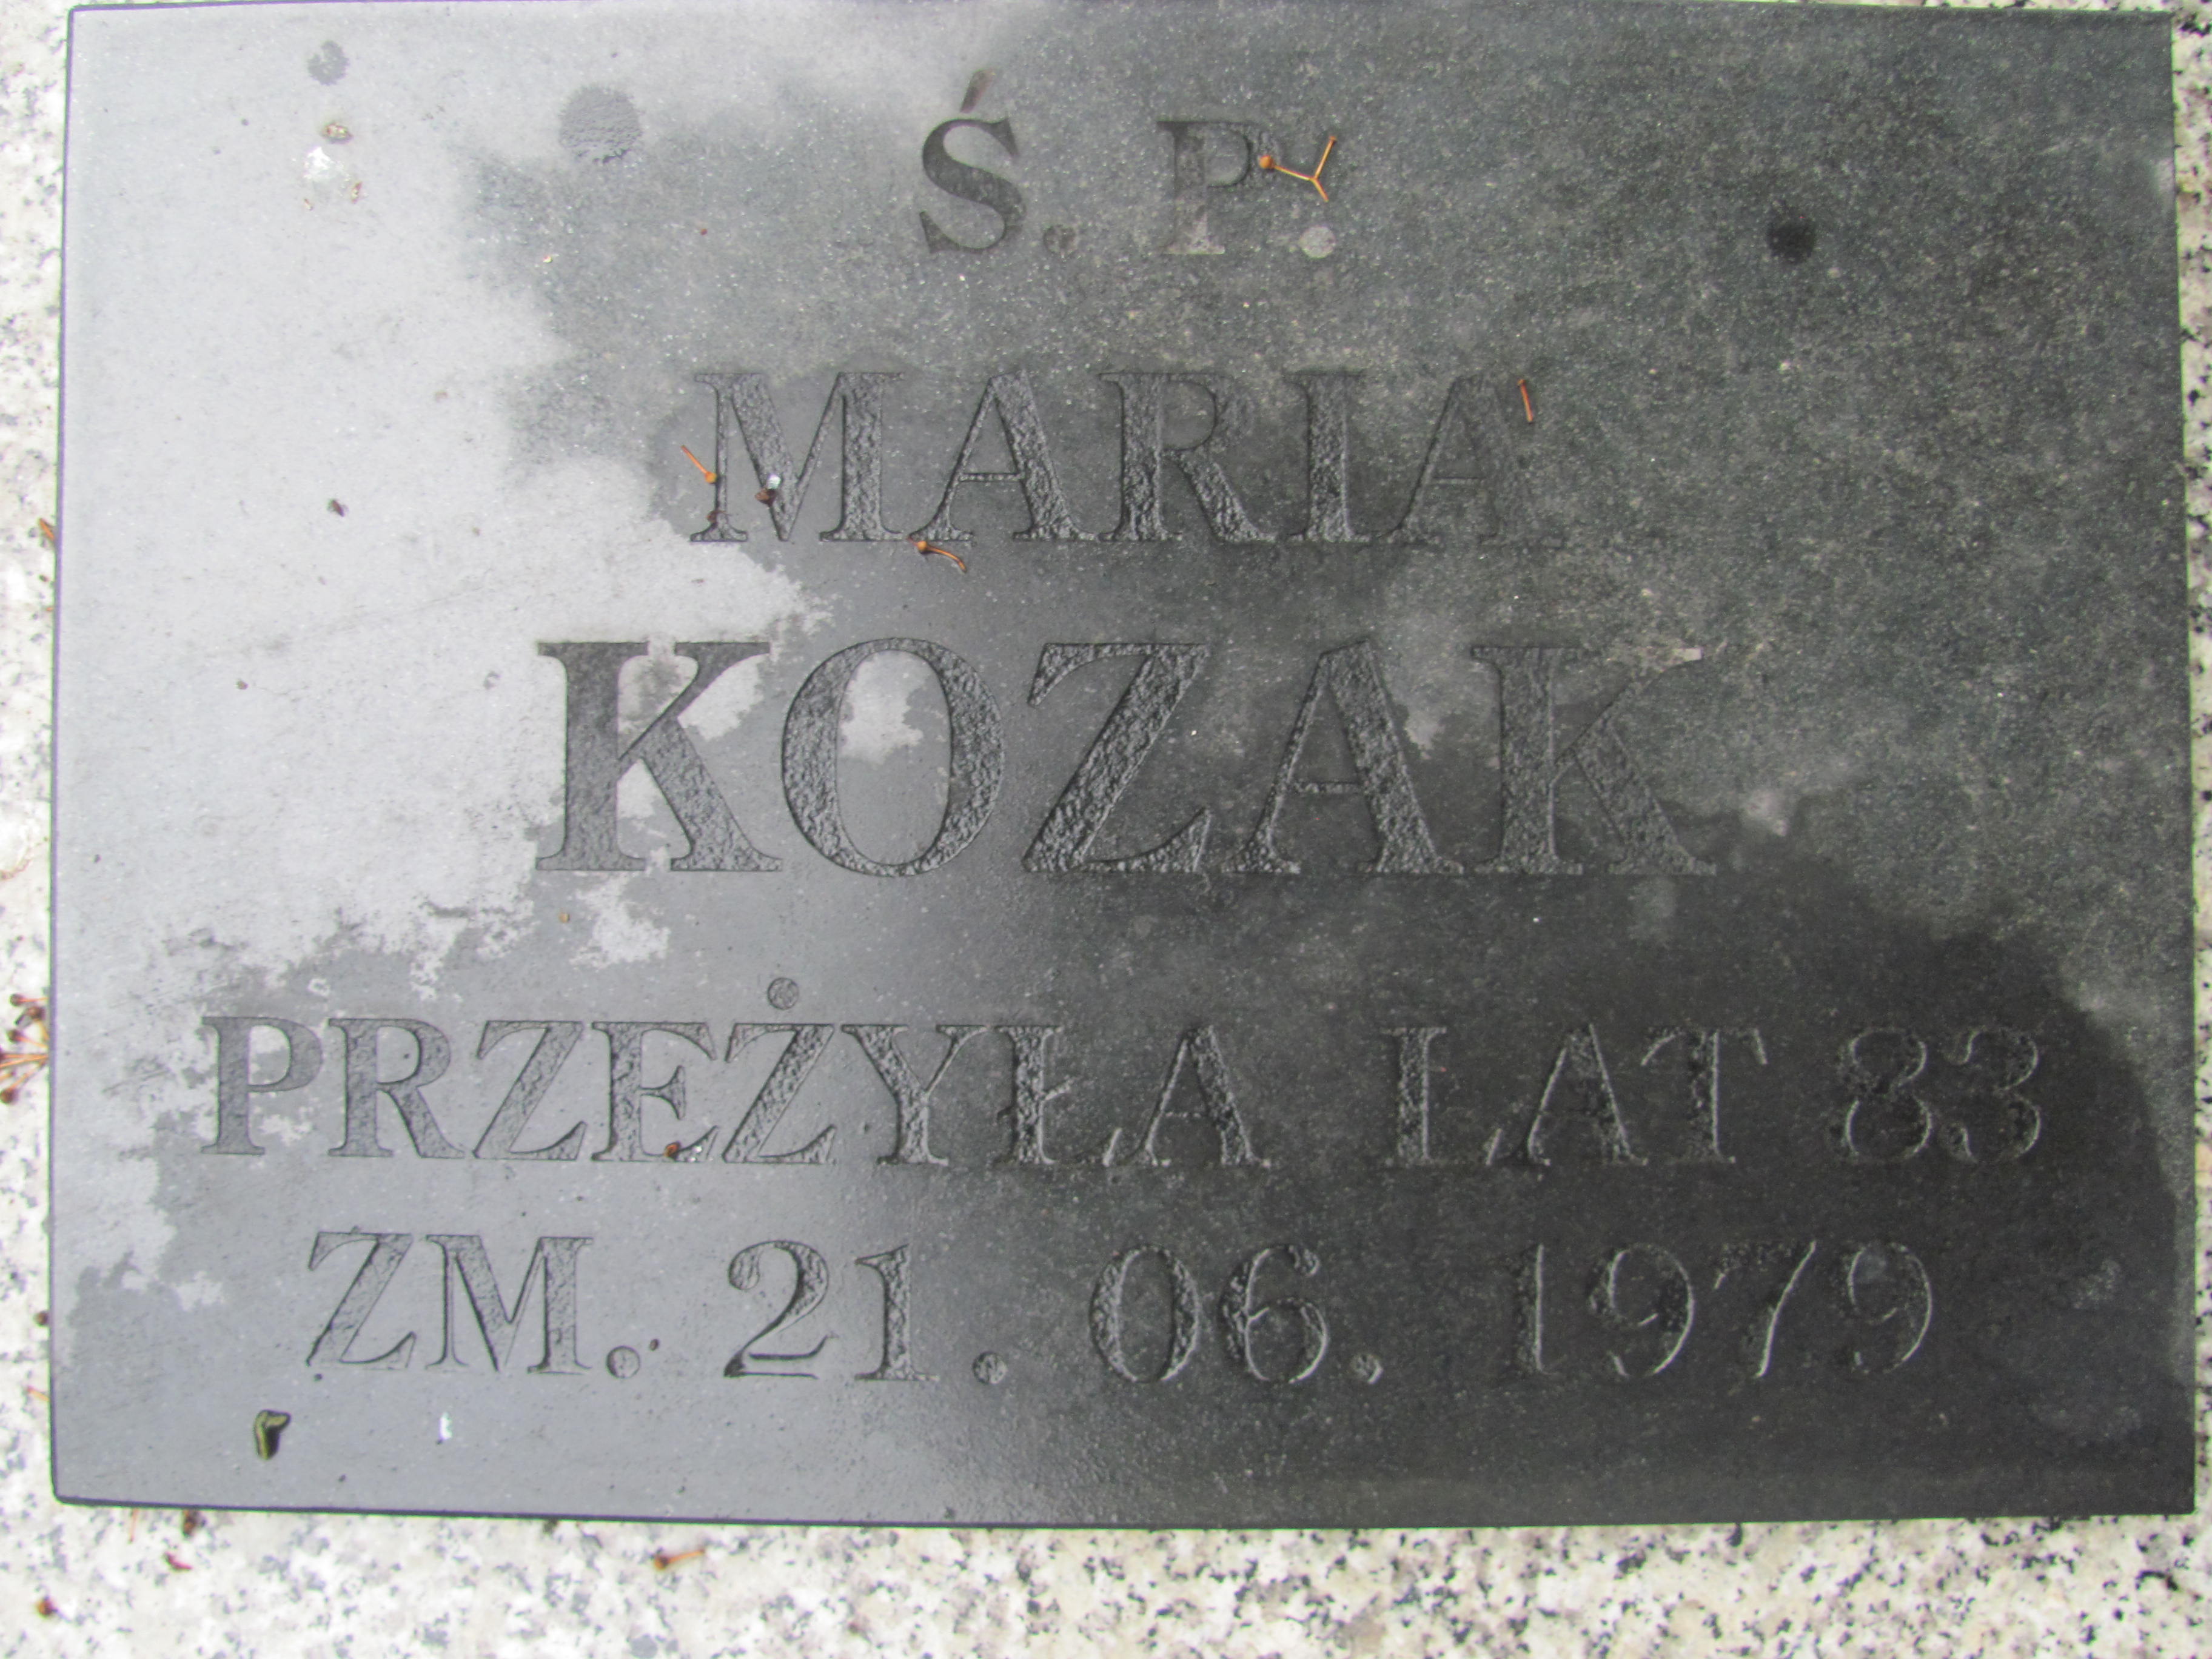 Ś. P.
MARIA
KOZAK
PRZEŻYŁA LAT 83
ZM. 21. 06. 1979